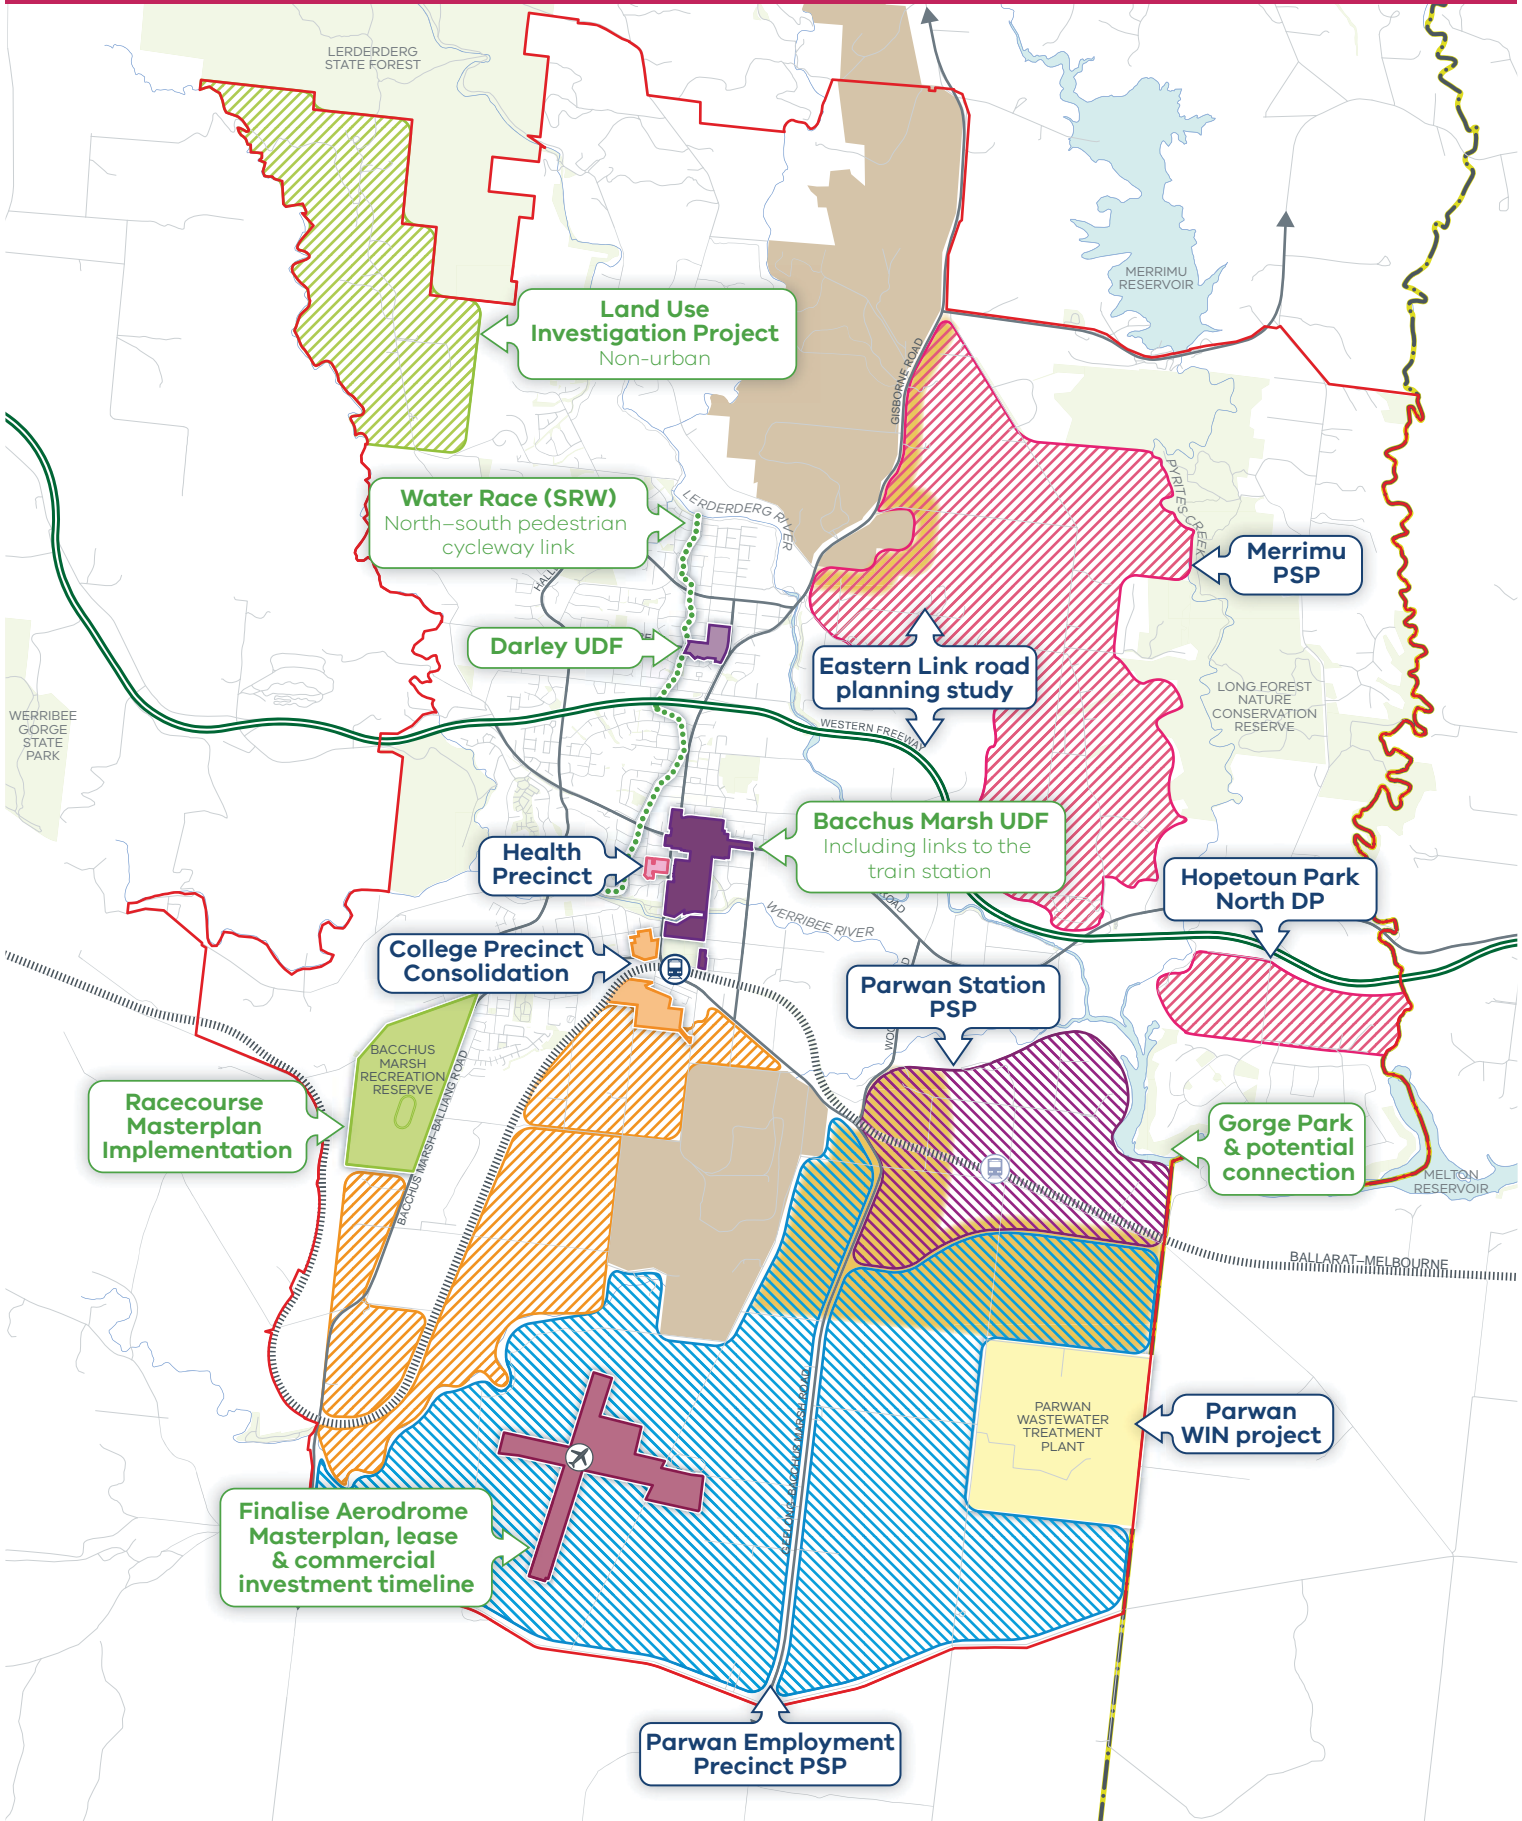 LERDERDERG
STATE FOREST
MERRIMU
RESERVOIR
Land Use
Investigation Project
Non-urban
GISBORNE ROAD
Water Race (SRW)
North–south pedestrian
cycleway link
LERDERDERG RIVER
PYRITES CREEK
Merrimu
PSP
Darley UDF
Eastern Link road
planning study
LONG FOREST
NATURE
CONSERVATION
RESERVE
WERRIBEE
GORGE
STATE
PARK
WESTERN FREEWAY
Bacchus Marsh UDF
Including links to the
train station
Health
Precinct
Hopetoun Park
North DP
ROAD
WERRIBEE RIVER
College Precinct
Consolidation
Parwan Station
PSP
BACCHUS
MARSH
RECREATION
RESERVE
BACCHUS MARSH-BALLIANG ROAD
Racecourse
Masterplan
Implementation
Gorge Park
& potential
connection
MELTON
RESERVOIR
BALLARAT–MELBOURNE
GEELONG-BACCHUS MARSH ROAD
PARWAN
WASTEWATER
TREATMENT
PLANT
Parwan
WIN project
Finalise Aerodrome
Masterplan, lease
& commercial
investment timeline
Parwan Employment
Precinct PSP